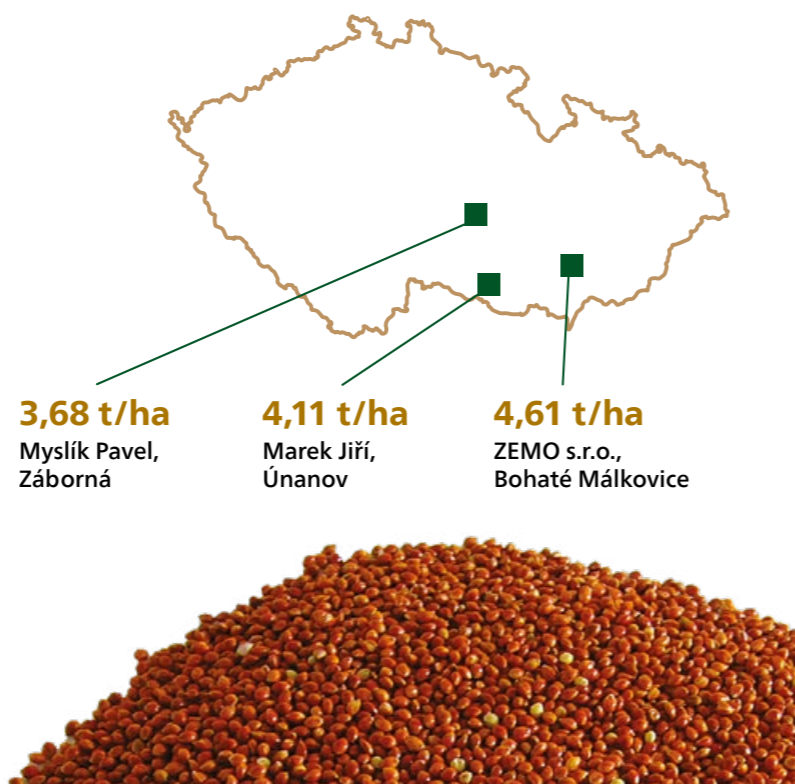 3,68 t/ha
Myslík Pavel,
Záborná
4,11 t/ha
Marek Jiří,
Únanov
4,61 t/ha
ZEMO s.r.o.,
Bohaté Málkovice